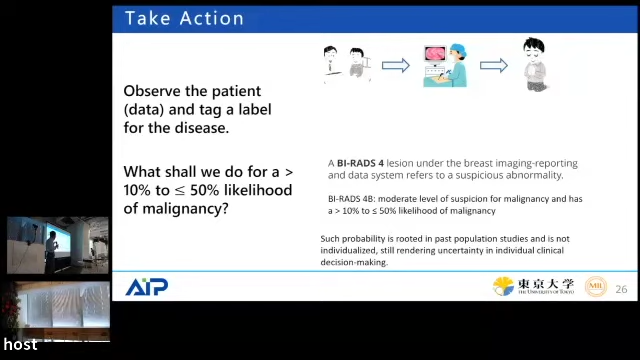 Take Action
Observe the patient
(data) and tag a label
for the disease.
What shall we do for a >
10% to ≤ 50% likelihood
of malignancy?
A BI-RADS 4 lesion under the breast imaging-reporting
and data system refers to a suspicious abnormality.
BI-RADS 4B: moderate level of suspicion for malignancy and has
a > 10% to ≤ 50% likelihood of malignancy
Such probability is rooted in past population studies and is not
individualized, still rendering uncertainty in individual clinical
decision-making.
AIP
東京大学
THE UNIVERSITY OF TOKYO
MIL
26
host